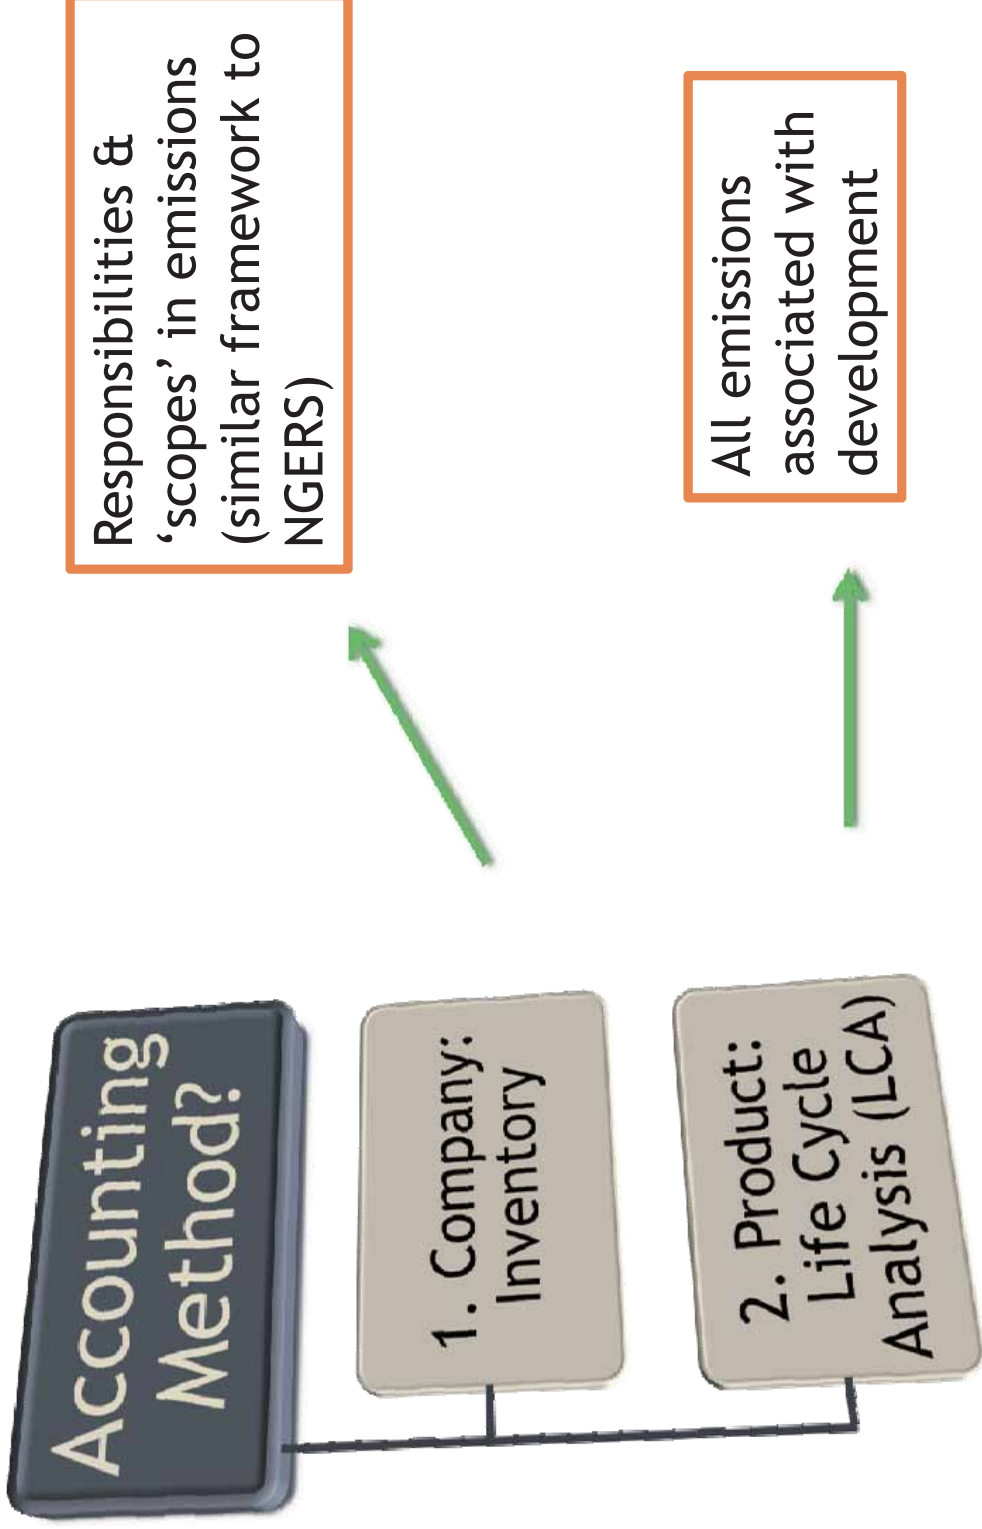 Accounting
Method?
1. Company:
Inventory
Responsibilities &
‘scopes’ in emissions
(similar framework to
NGERS)
2. Product:
Life Cycle
Analysis (LCA)
All emissions
associated with
development